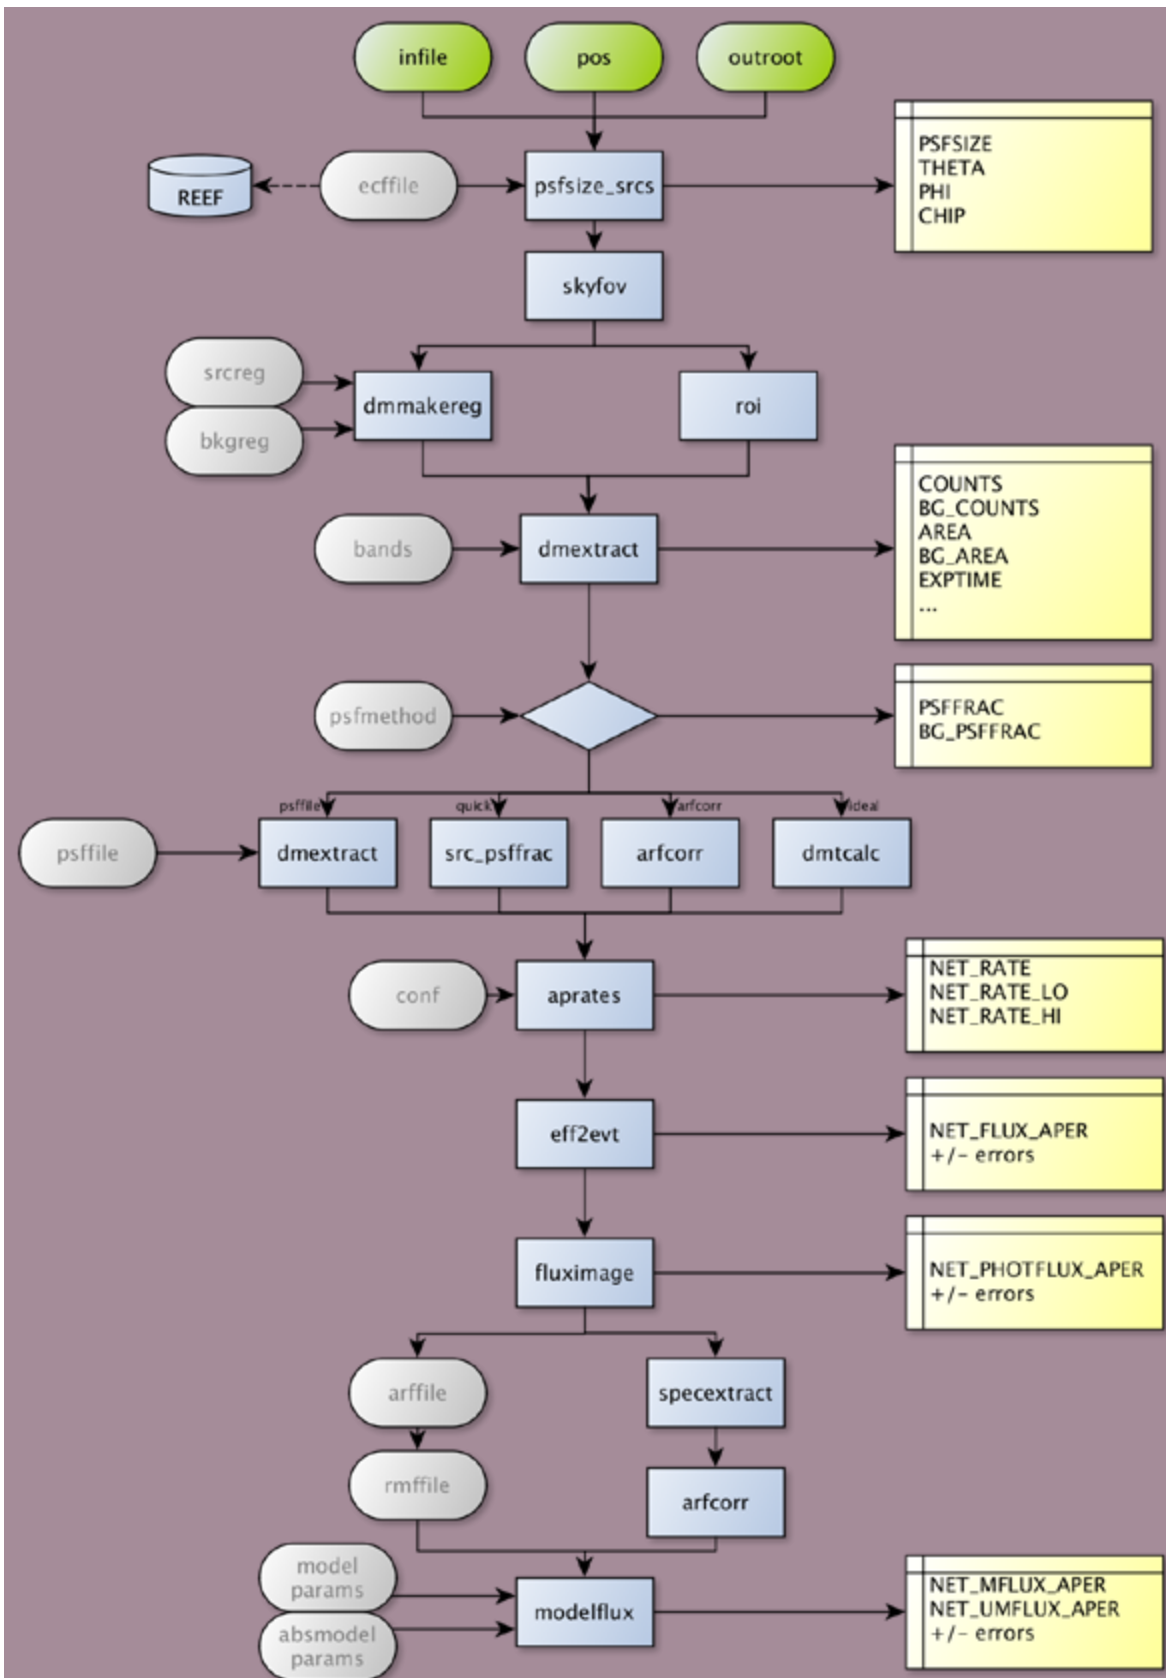 infile
pos
outroot
REEF
ecffile
psfsize_srcs
PSFSIZE
THETA
PHI
CHIP
skyfov
srcreg
bkgreg
dmmakereg
roi
bands
dmextract
COUNTS
BG_COUNTS
AREA
BG_AREA
EXPTIME
...
psfmethod
PSFFRAC
BG_PSFFRAC
psffile
quick
arfcorr
ideal
psffile
dmextract
src_psffrac
arfcorr
dmtcalc
conf
aprates
NET_RATE
NET_RATE_LO
NET_RATE_HI
eff2evt
NET_FLUX_APER
+/- errors
fluximage
NET_PHOTFLUX_APER
+/- errors
arffile
specextract
rmffile
arfcorr
model
params
absmodel
params
modelflux
NET_MFLUX_APER
NET_UMFLUX_APER
+/- errors